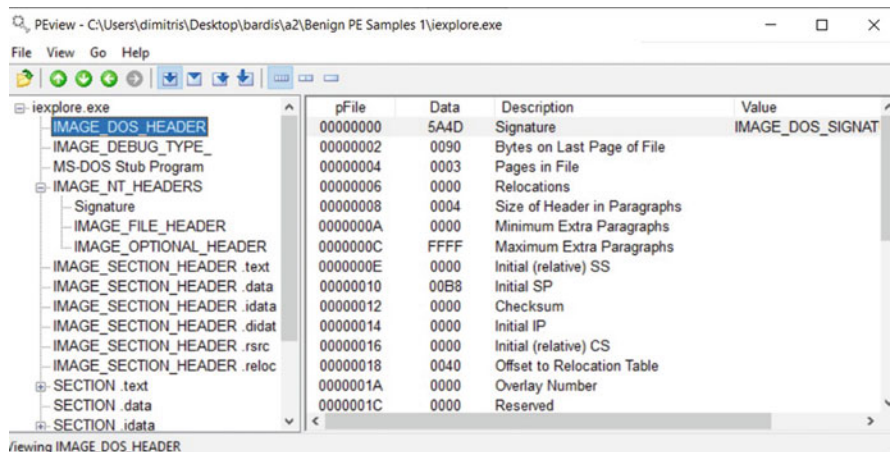 PEview - C:\Users\dimitris\Desktop\bardis\a2\Benign PE Samples 1\iexplore.exe
File View Go Help
iexplore.exe
IMAGE_DOS_HEADER
IMAGE_DEBUG_TYPE_
MS-DOS Stub Program
IMAGE_NT_HEADERS
Signature
IMAGE_FILE_HEADER
IMAGE_OPTIONAL_HEADER
IMAGE_SECTION_HEADER .text
IMAGE_SECTION_HEADER .data
IMAGE_SECTION_HEADER .idata
IMAGE_SECTION_HEADER .didat
IMAGE_SECTION_HEADER .rsrc
IMAGE_SECTION_HEADER .reloc
SECTION .text
SECTION .data
SECTION .idata
pFile Data Description Value
00000000 5A4D Signature IMAGE_DOS_SIGNAT
00000002 0090 Bytes on Last Page of File
00000004 0003 Pages in File
00000006 0000 Relocations
00000008 0004 Size of Header in Paragraphs
0000000A 0000 Minimum Extra Paragraphs
0000000C FFFF Maximum Extra Paragraphs
0000000E 0000 Initial (relative) SS
00000010 00B8 Initial SP
00000012 0000 Checksum
00000014 0000 Initial IP
00000016 0000 Initial (relative) CS
00000018 0040 Offset to Relocation Table
0000001A 0000 Overlay Number
0000001C 0000 Reserved
Viewing IMAGE_DOS_HEADER